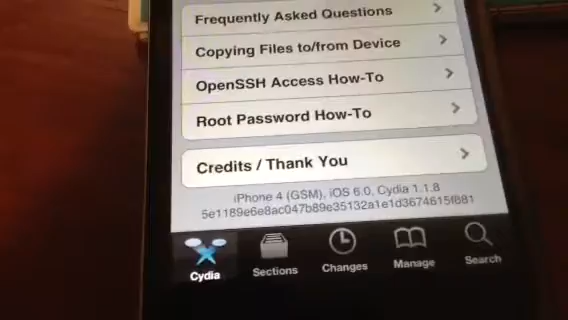 Frequently Asked Questions
Copying Files to/from Device
OpenSSH Access How-To
Root Password How-To
Credits / Thank You
iPhone 4 (GSM), iOS 6.0, Cydia 1.1.8
5e1189e6e8ac047b89e35132a1e1d3674615f881
Cydia
Sections
Changes
Manage
Search